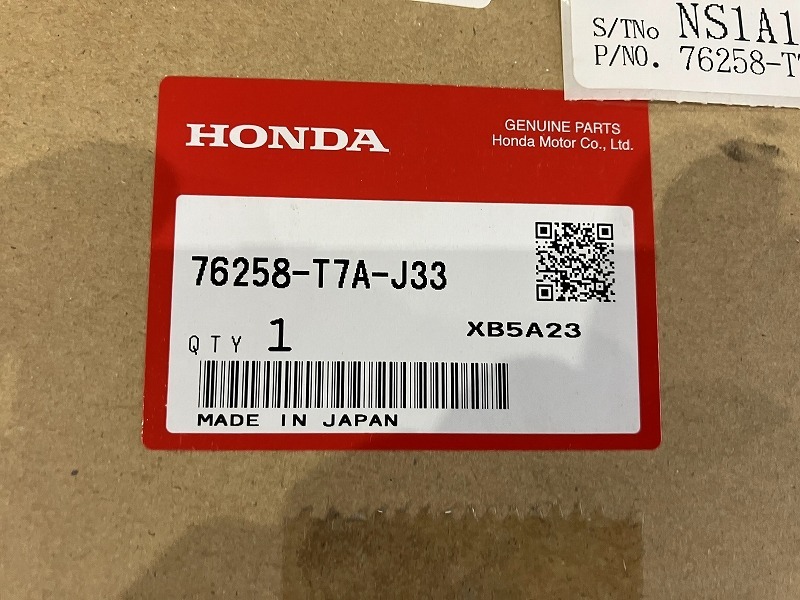 S/TNo NS1A1
P/NO. 76258-T7
HONDA
GENUINE PARTS
Honda Motor Co., Ltd.
76258-T7A-J33
QTY 1
XB5A23
MADE IN JAPAN